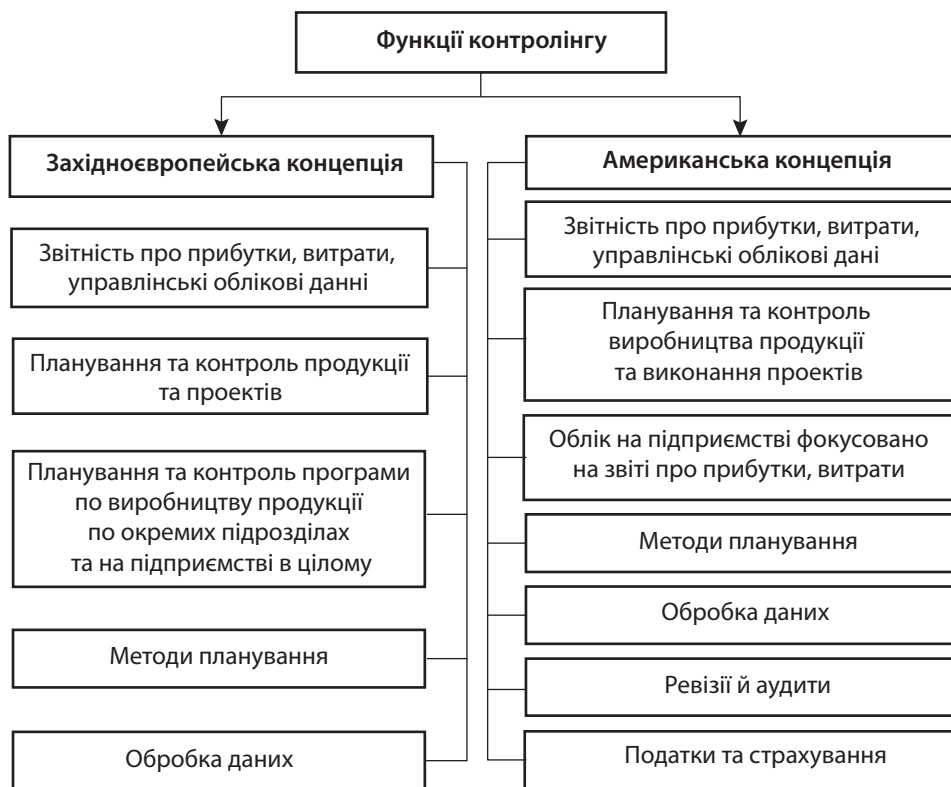 Функції контролінгу
Західноєвропейська концепція
Звітність про прибутки, витрати,
управлінські облікові данні
Планування та контроль продукції
та проектів
Планування та контроль програми
по виробництву продукції
по окремих підрозділах
та на підприємстві в цілому
Методи планування
Обробка даних
Американська концепція
Звітність про прибутки, витрати,
управлінські облікові дані
Планування та контроль
виробництва продукції
та виконання проектів
Облік на підприємстві фокусовано
на звіті про прибутки, витрати
Методи планування
Обробка даних
Ревізії й аудити
Податки та страхування